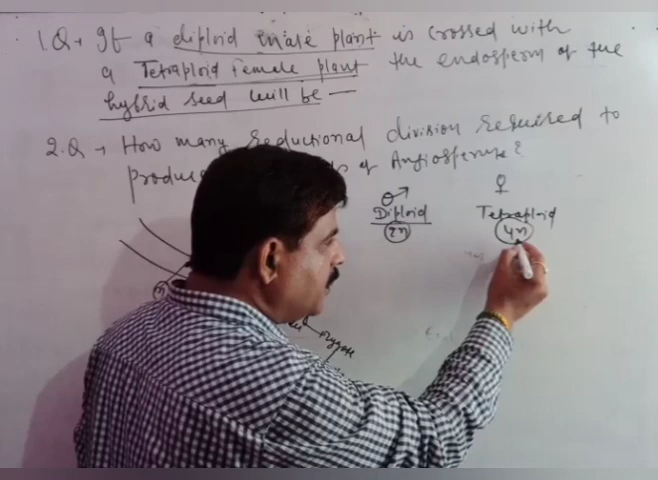 1.Q→ If a diploid male plant is crossed with
a Tetraploid Female plant the endosperm of the
hybrid seed will be —
2.Q→ How many reductional division required to
produ of Angiosperms?
♂ ♀
Diploid Tetraploid
2n 4n
zygote